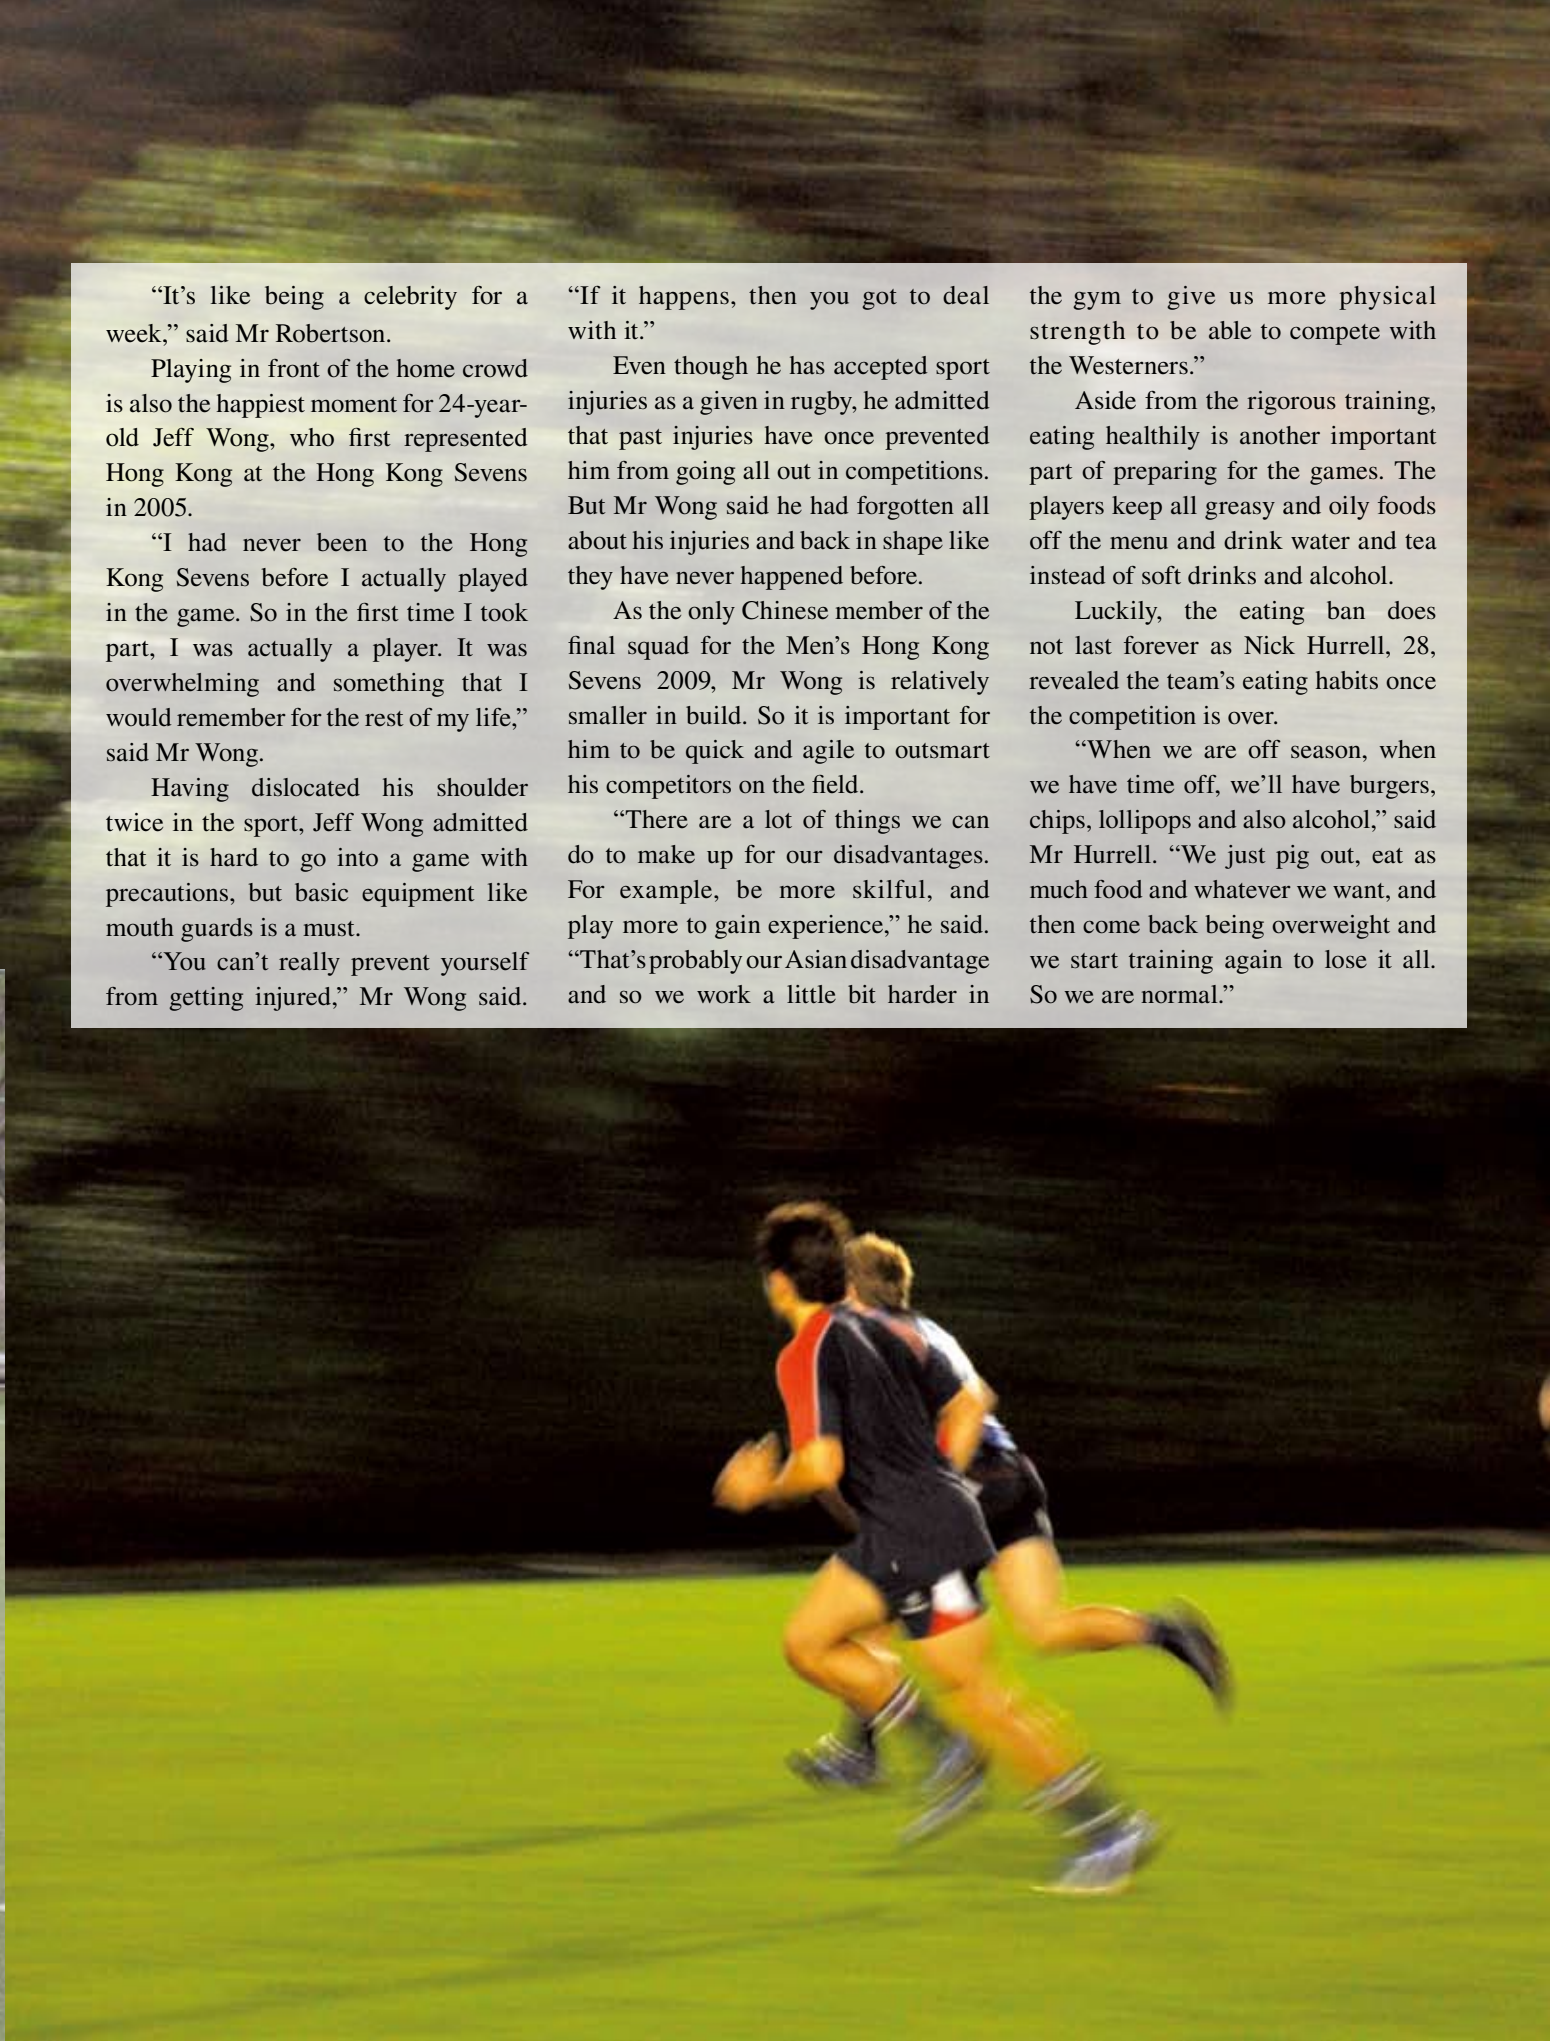 “It’s like being a celebrity for a
week,” said Mr Robertson.
Playing in front of the home crowd
is also the happiest moment for 24-year-
old Jeff Wong, who first represented
Hong Kong at the Hong Kong Sevens
in 2005.
“I had never been to the Hong
Kong Sevens before I actually played
in the game. So in the first time I took
part, I was actually a player. It was
overwhelming and something that I
would remember for the rest of my life,”
said Mr Wong.
Having dislocated his shoulder
twice in the sport, Jeff Wong admitted
that it is hard to go into a game with
precautions, but basic equipment like
mouth guards is a must.
“You can’t really prevent yourself
from getting injured,” Mr Wong said.
“If it happens, then you got to deal
with it.”
Even though he has accepted sport
injuries as a given in rugby, he admitted
that past injuries have once prevented
him from going all out in competitions.
But Mr Wong said he had forgotten all
about his injuries and back in shape like
they have never happened before.
As the only Chinese member of the
final squad for the Men’s Hong Kong
Sevens 2009, Mr Wong is relatively
smaller in build. So it is important for
him to be quick and agile to outsmart
his competitors on the field.
“There are a lot of things we can
do to make up for our disadvantages.
For example, be more skilful, and
play more to gain experience,” he said.
“That’s probably our Asian disadvantage
and so we work a little bit harder in
the gym to give us more physical
strength to be able to compete with
the Westerners.”
Aside from the rigorous training,
eating healthily is another important
part of preparing for the games. The
players keep all greasy and oily foods
off the menu and drink water and tea
instead of soft drinks and alcohol.
Luckily, the eating ban does
not last forever as Nick Hurrell, 28,
revealed the team’s eating habits once
the competition is over.
“When we are off season, when
we have time off, we’ll have burgers,
chips, lollipops and also alcohol,” said
Mr Hurrell. “We just pig out, eat as
much food and whatever we want, and
then come back being overweight and
we start training again to lose it all.
So we are normal.”